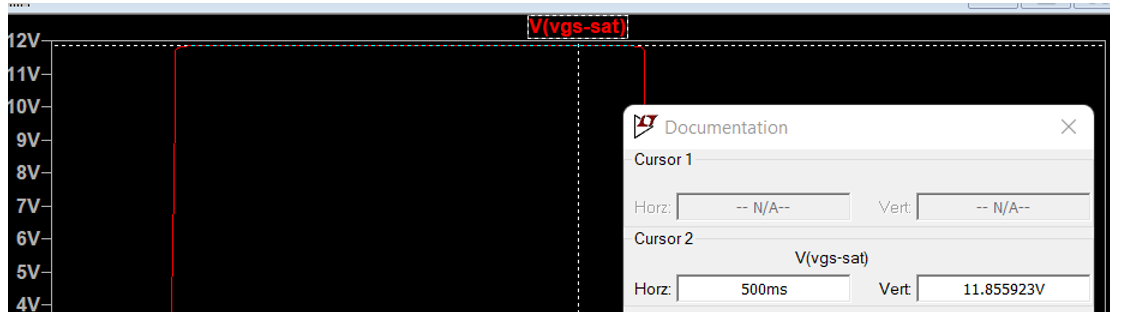 V(vgs-sat)
12V
11V
10V
9V
8V
7V
6V
5V
4V
Documentation
Cursor 1
Horz: -- N/A-- Vert: -- N/A--
Cursor 2
V(vgs-sat)
Horz: 500ms Vert: 11.855923V